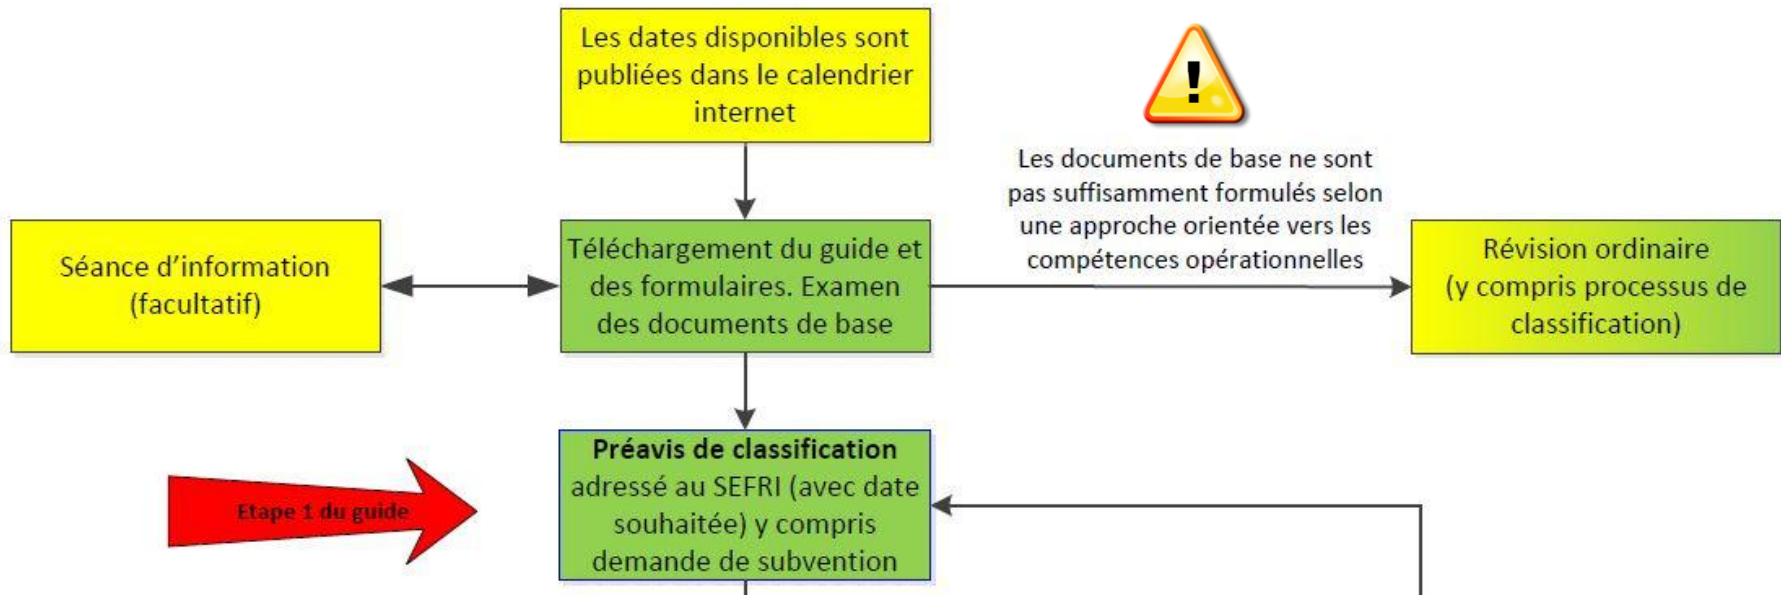 Les dates disponibles sont
publiées dans le calendrier
internet
!
Les documents de base ne sont
pas suffisamment formulés selon
une approche orientée vers les
compétences opérationnelles
Séance d'information
(facultatif)
Téléchargement du guide et
des formulaires. Examen
des documents de base
Révision ordinaire
(y compris processus de
classification)
Etape 1 du guide
Préavis de classification
adressé au SEFRI (avec date
souhaitée) y compris
demande de subvention